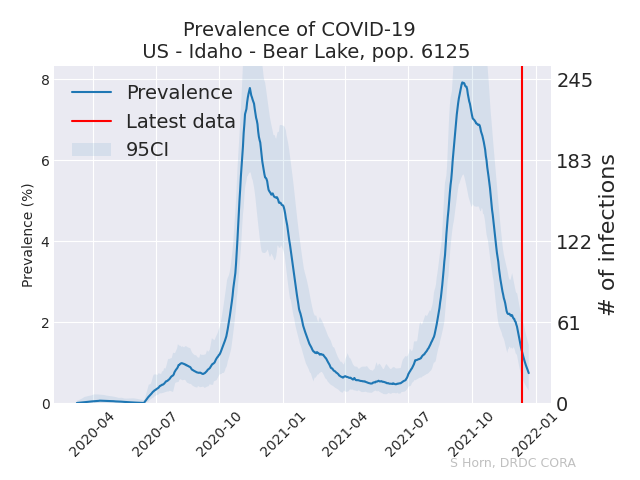 Prevalence of COVID-19
US - Idaho - Bear Lake, pop. 6125
Prevalence
Latest data
95CI
8
6
4
2
0
Prevalence (%)
245
183
122
61
0
# of infections
2020-04
2020-07
2020-10
2021-01
2021-04
2021-07
2021-10
2022-01
S Horn, DRDC CORA